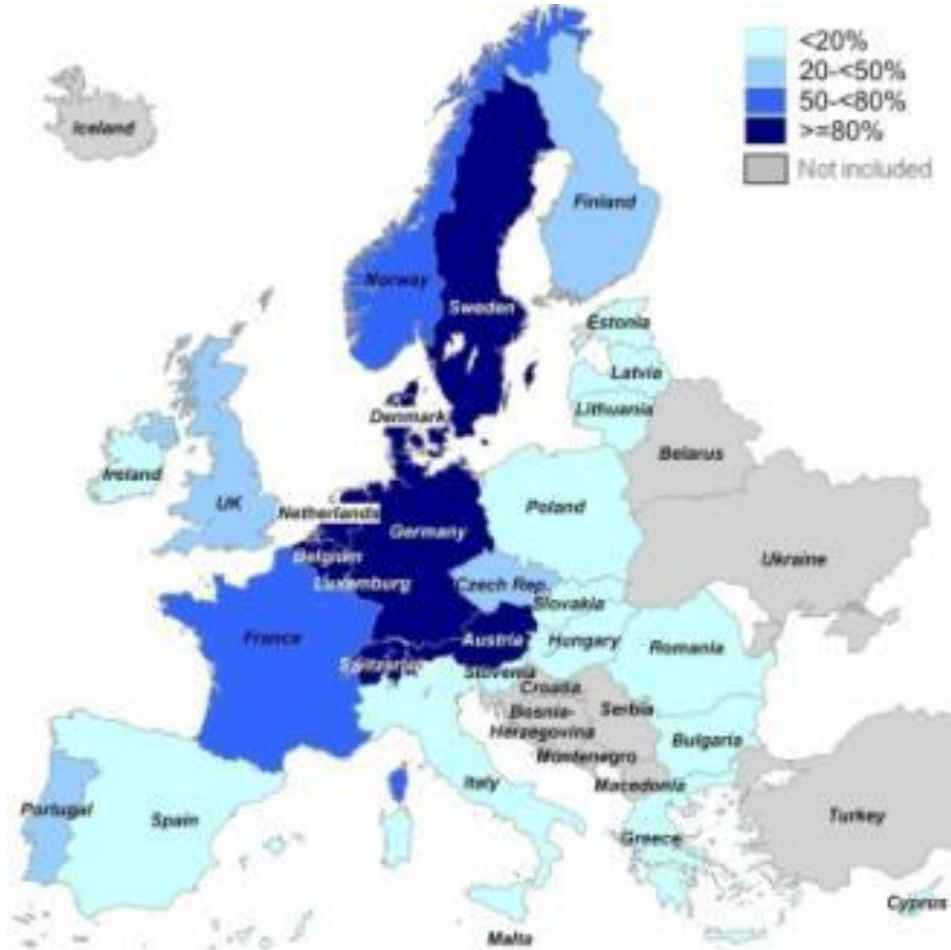 <20%
20-<50%
50-<80%
>=80%
Not included
Iceland
Finland
Norway
Sweden
Estonia
Latvia
Denmark
Lithuania
Belarus
Ireland
UK
Netherlands
Germany
Poland
Belgium
Ukraine
Luxemburg
Czech Rep.
Slovakia
France
Austria
Hungary
Romania
Slovenia
Croatia
Bosnia-
Herzegovina
Serbia
Bulgaria
Montenegro
Macedonia
Italy
Portugal
Spain
Turkey
Greece
Cyprus
Malta